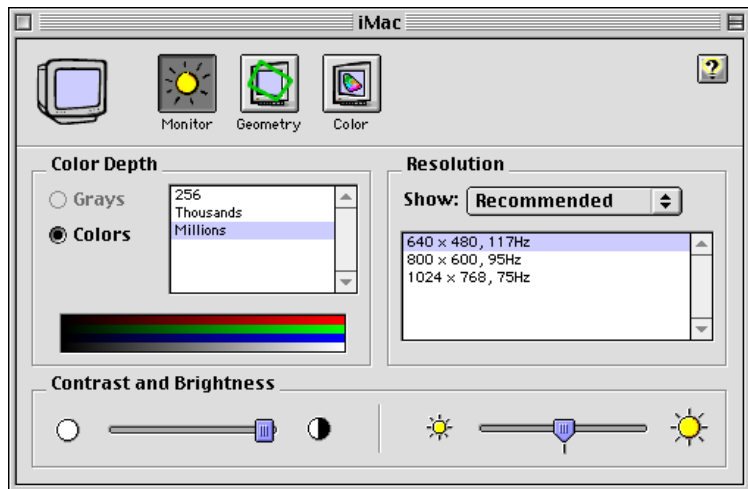 iMac
Monitor
Geometry
Color
Color Depth
Grays
Colors
256
Thousands
Millions
Resolution
Show: Recommended
640 x 480, 117Hz
800 x 600, 95Hz
1024 x 768, 75Hz
Contrast and Brightness